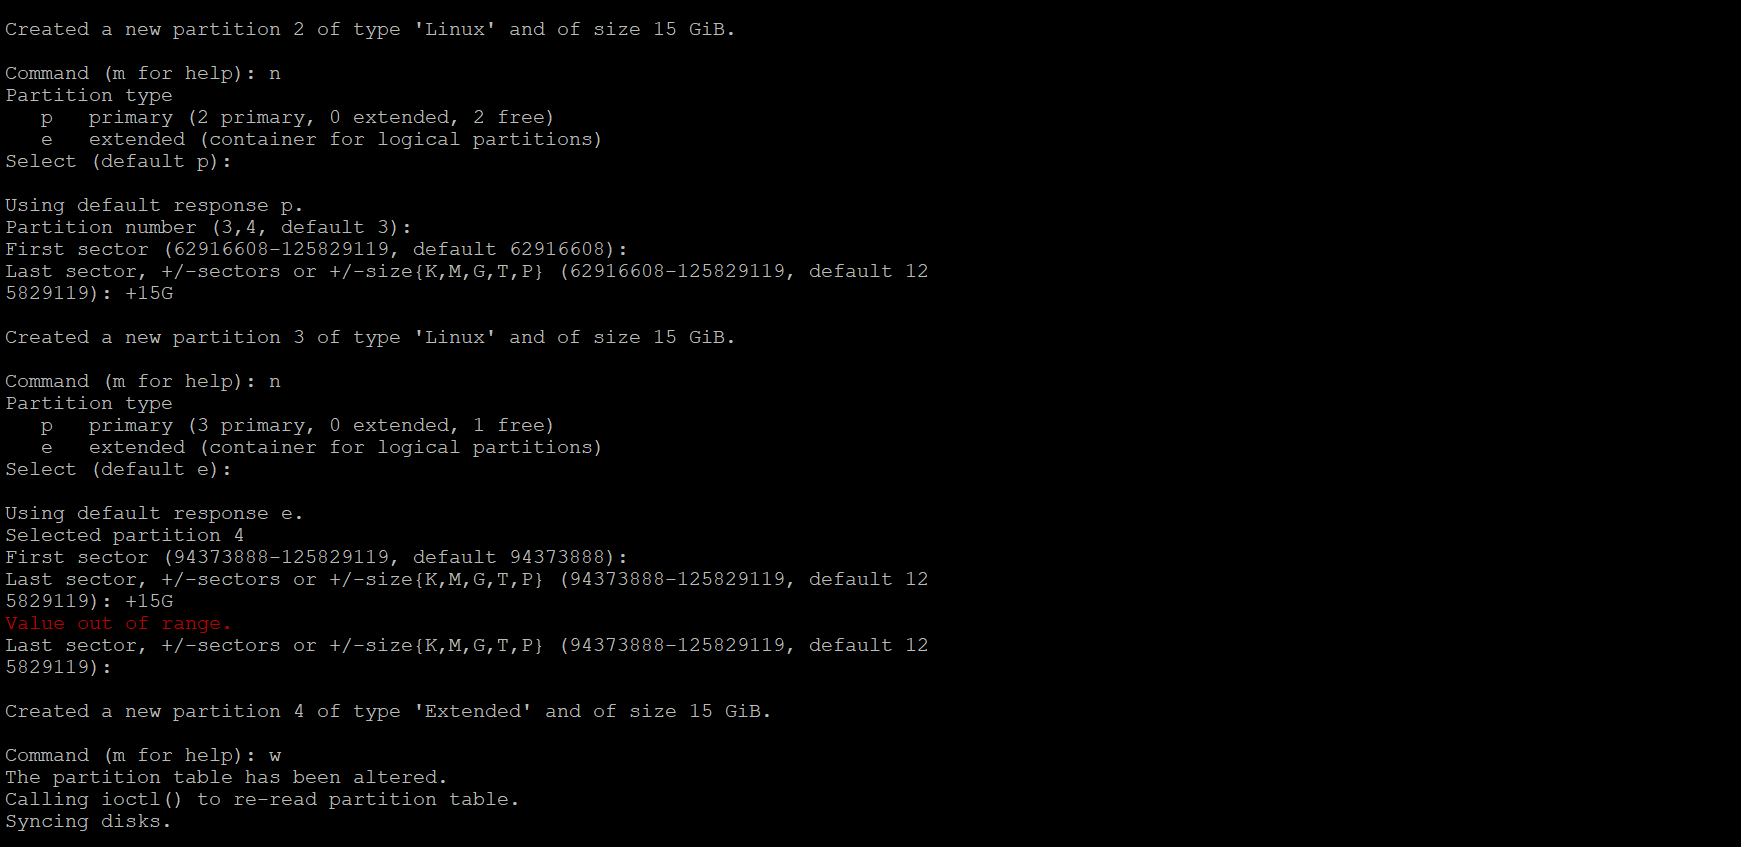 Created a new partition 2 of type 'Linux' and of size 15 GiB.
Command (m for help): n
Partition type
p   primary (2 primary, 0 extended, 2 free)
e   extended (container for logical partitions)
Select (default p):
Using default response p.
Partition number (3,4, default 3):
First sector (62916608-125829119, default 62916608):
Last sector, +/-sectors or +/-size{K,M,G,T,P} (62916608-125829119, default 12
5829119): +15G
Created a new partition 3 of type 'Linux' and of size 15 GiB.
Command (m for help): n
Partition type
p   primary (3 primary, 0 extended, 1 free)
e   extended (container for logical partitions)
Select (default e):
Using default response e.
Selected partition 4
First sector (94373888-125829119, default 94373888):
Last sector, +/-sectors or +/-size{K,M,G,T,P} (94373888-125829119, default 12
5829119): +15G
Value out of range.
Last sector, +/-sectors or +/-size{K,M,G,T,P} (94373888-125829119, default 12
5829119):
Created a new partition 4 of type 'Extended' and of size 15 GiB.
Command (m for help): w
The partition table has been altered.
Calling ioctl() to re-read partition table.
Syncing disks.